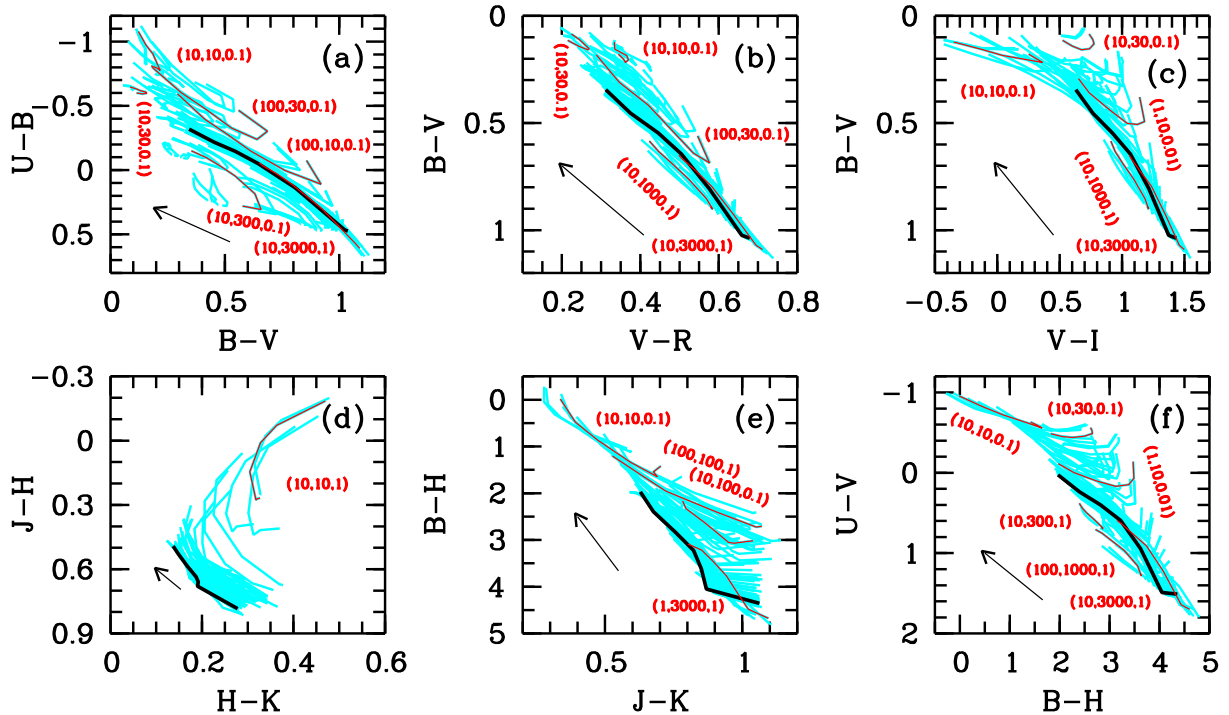 (a)
−1
−0.5
0
0.5
U−B
0 0.5 1
B−V
(10,10,0.1)
(100,30,0.1)
(100,10,0.1)
(10,30,0.1)
(10,300,0.1)
(10,3000,1)
(b)
0
0.5
1
B−V
0.2 0.4 0.6 0.8
V−R
(10,10,0.1)
(10,30,0.1)
(100,30,0.1)
(10,1000,1)
(10,3000,1)
(c)
0
0.5
1
B−V
−0.5 0 0.5 1 1.5
V−I
(10,30,0.1)
(10,10,0.1)
(1,10,0.01)
(10,1000,1)
(10,3000,1)
(d)
−0.3
0
0.3
0.6
0.9
J−H
0 0.2 0.4 0.6
H−K
(10,10,1)
(e)
0
1
2
3
4
5
B−H
0.5 1
J−K
(10,10,0.1)
(100,100,1)
(10,100,0.1)
(1,3000,1)
(f)
−1
0
1
2
U−V
0 1 2 3 4 5
B−H
(10,30,0.1)
(10,10,0.1)
(1,10,0.01)
(10,300,1)
(100,1000,1)
(10,3000,1)